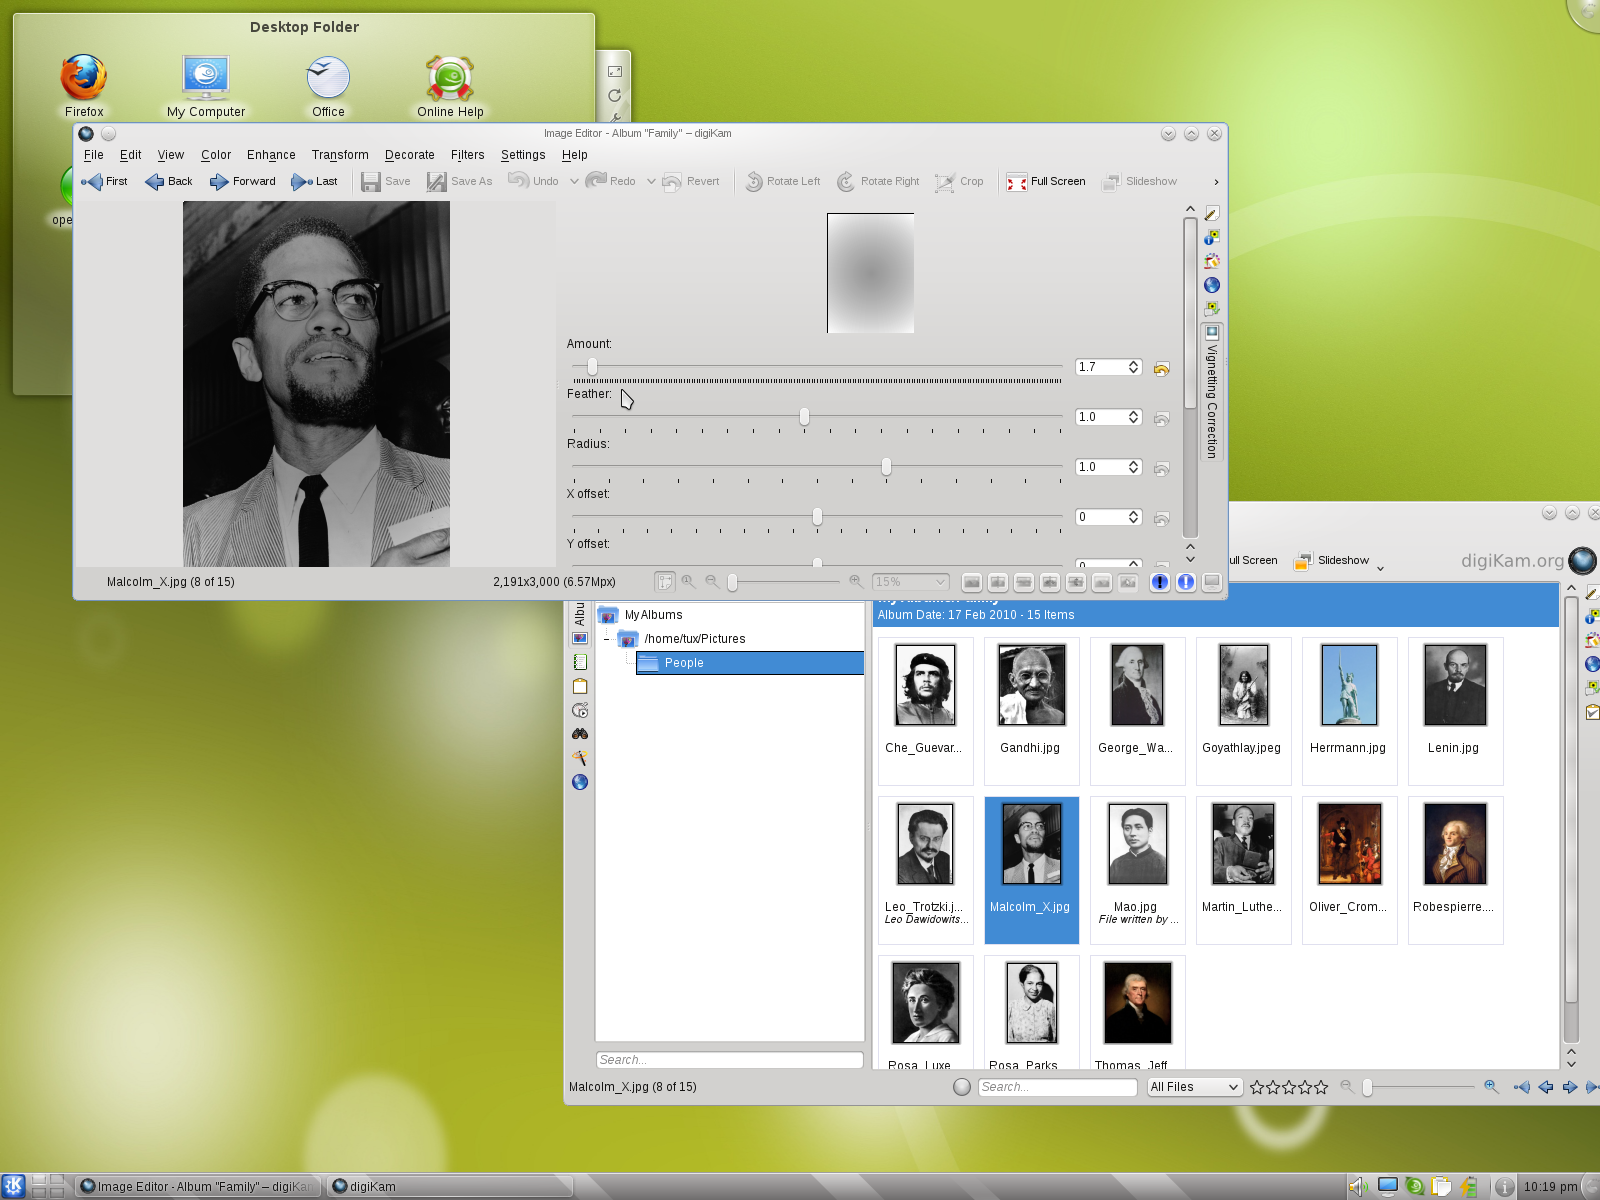 Desktop Folder
Firefox
My Computer
Office
Online Help
ope
Image Editor - Album "Family" – digiKam
File Edit View Color Enhance Transform Decorate Filters Settings Help
First Back Forward Last Save Save As Undo Redo Revert Rotate Left Rotate Right Crop Full Screen Slideshow
Amount:
1.7
Feather:
1.0
Radius:
1.0
X offset:
0
Y offset:
0
Vignetting Correction
Malcolm_X.jpg (8 of 15)
2,191x3,000 (6.57Mpx)
15%
ull Screen Slideshow
digiKam.org
Albu
My Albums
/home/tux/Pictures
People
Album Date: 17 Feb 2010 - 15 Items
Che_Guevar...
Gandhi.jpg
George_Wa...
Goyathlay.jpeg
Herrmann.jpg
Lenin.jpg
Leo_Trotzki.j...
Leo Dawidowits...
Malcolm_X.jpg
Mao.jpg
File written by ...
Martin_Luthe...
Oliver_Crom...
Robespierre....
Rosa_Luxe
Rosa_Parks
Thomas_Jeff
Search...
Malcolm_X.jpg (8 of 15)
Search...
All Files
Image Editor - Album "Family" – digiKam
digiKam
10:19 pm